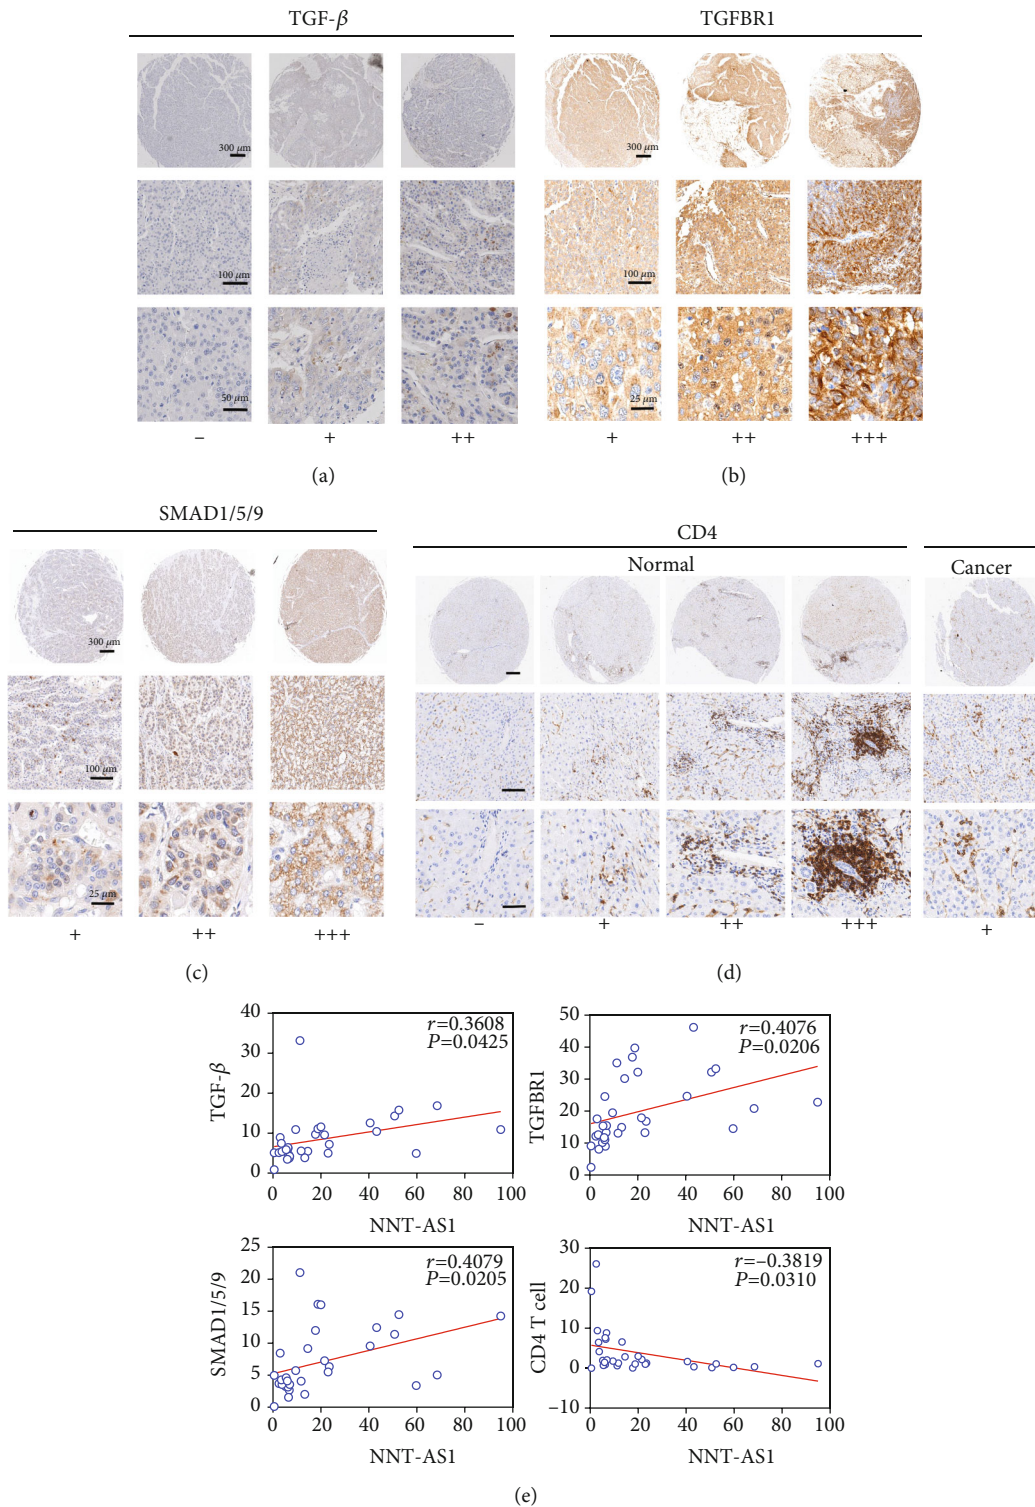 TGF-β
TGFBR1
300 μm
300 μm
100 μm
100 μm
50 μm
25 μm
− + ++
+ ++ +++
(a)
(b)
SMAD1/5/9
CD4
Normal
Cancer
300 μm
100 μm
25 μm
+ ++ +++
− + ++ +++ +
(c)
(d)
40
30
20
10
0
TGF-β
r=0.3608
P=0.0425
0 20 40 60 80 100
NNT-AS1
50
40
30
20
10
0
TGFBR1
r=0.4076
P=0.0206
0 20 40 60 80 100
NNT-AS1
25
20
15
10
5
0
SMAD1/5/9
r=0.4079
P=0.0205
0 20 40 60 80 100
NNT-AS1
30
20
10
0
−10
CD4 T cell
r=−0.3819
P=0.0310
0 20 40 60 80 100
NNT-AS1
(e)